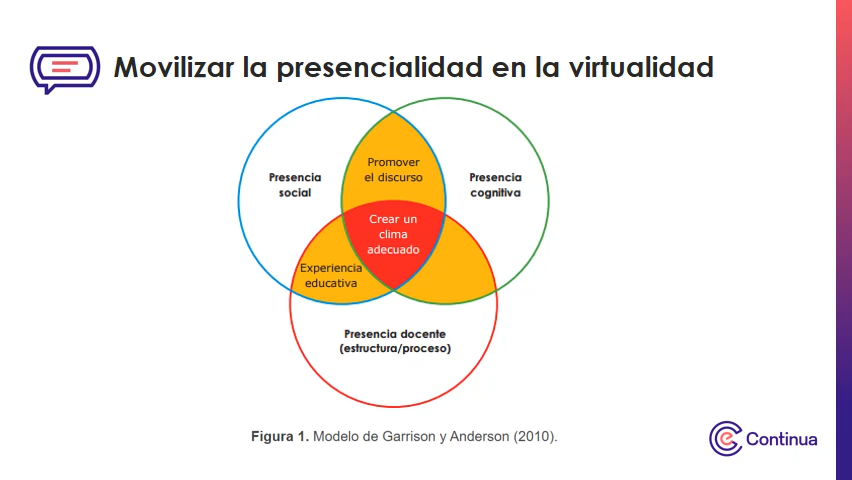 Movilizar la presencialidad en la virtualidad
Promover
el discurso
Presencia
social
Presencia
cognitiva
Crear un
clima
adecuado
Experiencia
educativa
Presencia docente
(estructura/proceso)
Figura 1. Modelo de Garrison y Anderson (2010).
e Continua